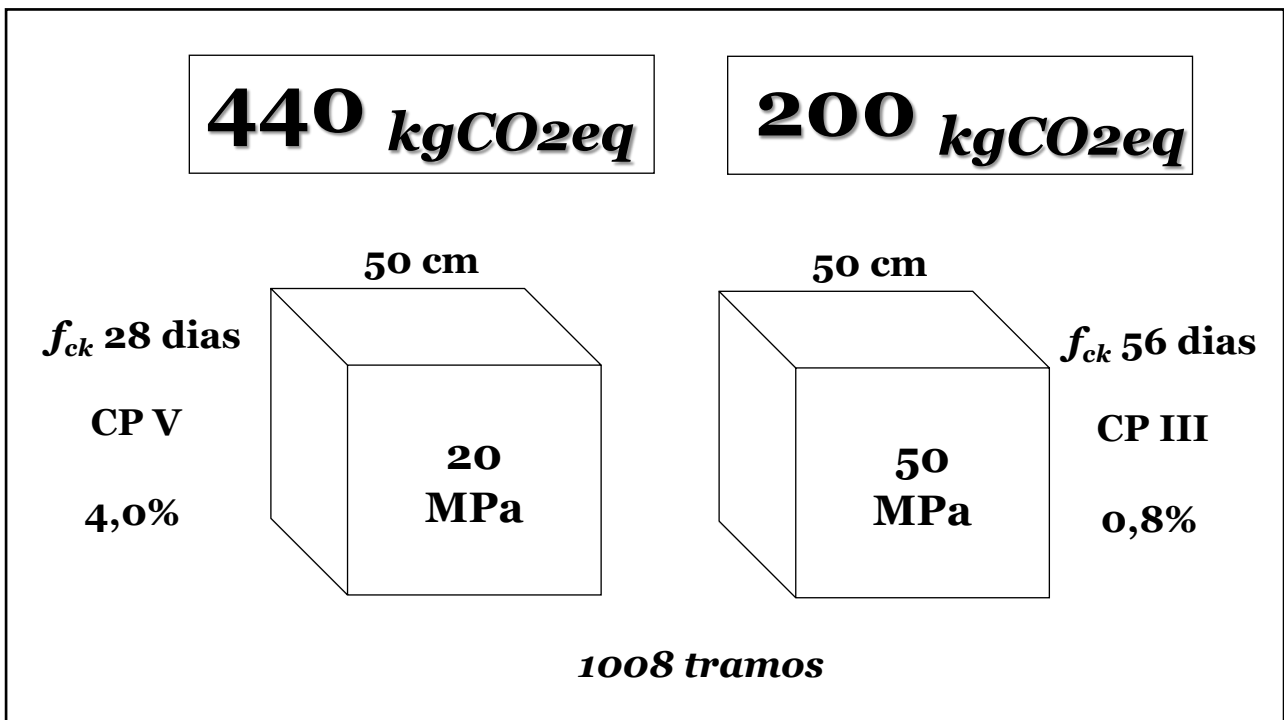 440 kgCO2eq
200 kgCO2eq
50 cm
50 cm
fck 28 dias
fck 56 dias
CP V
CP III
20
MPa
50
MPa
4,0%
0,8%
1008 tramos